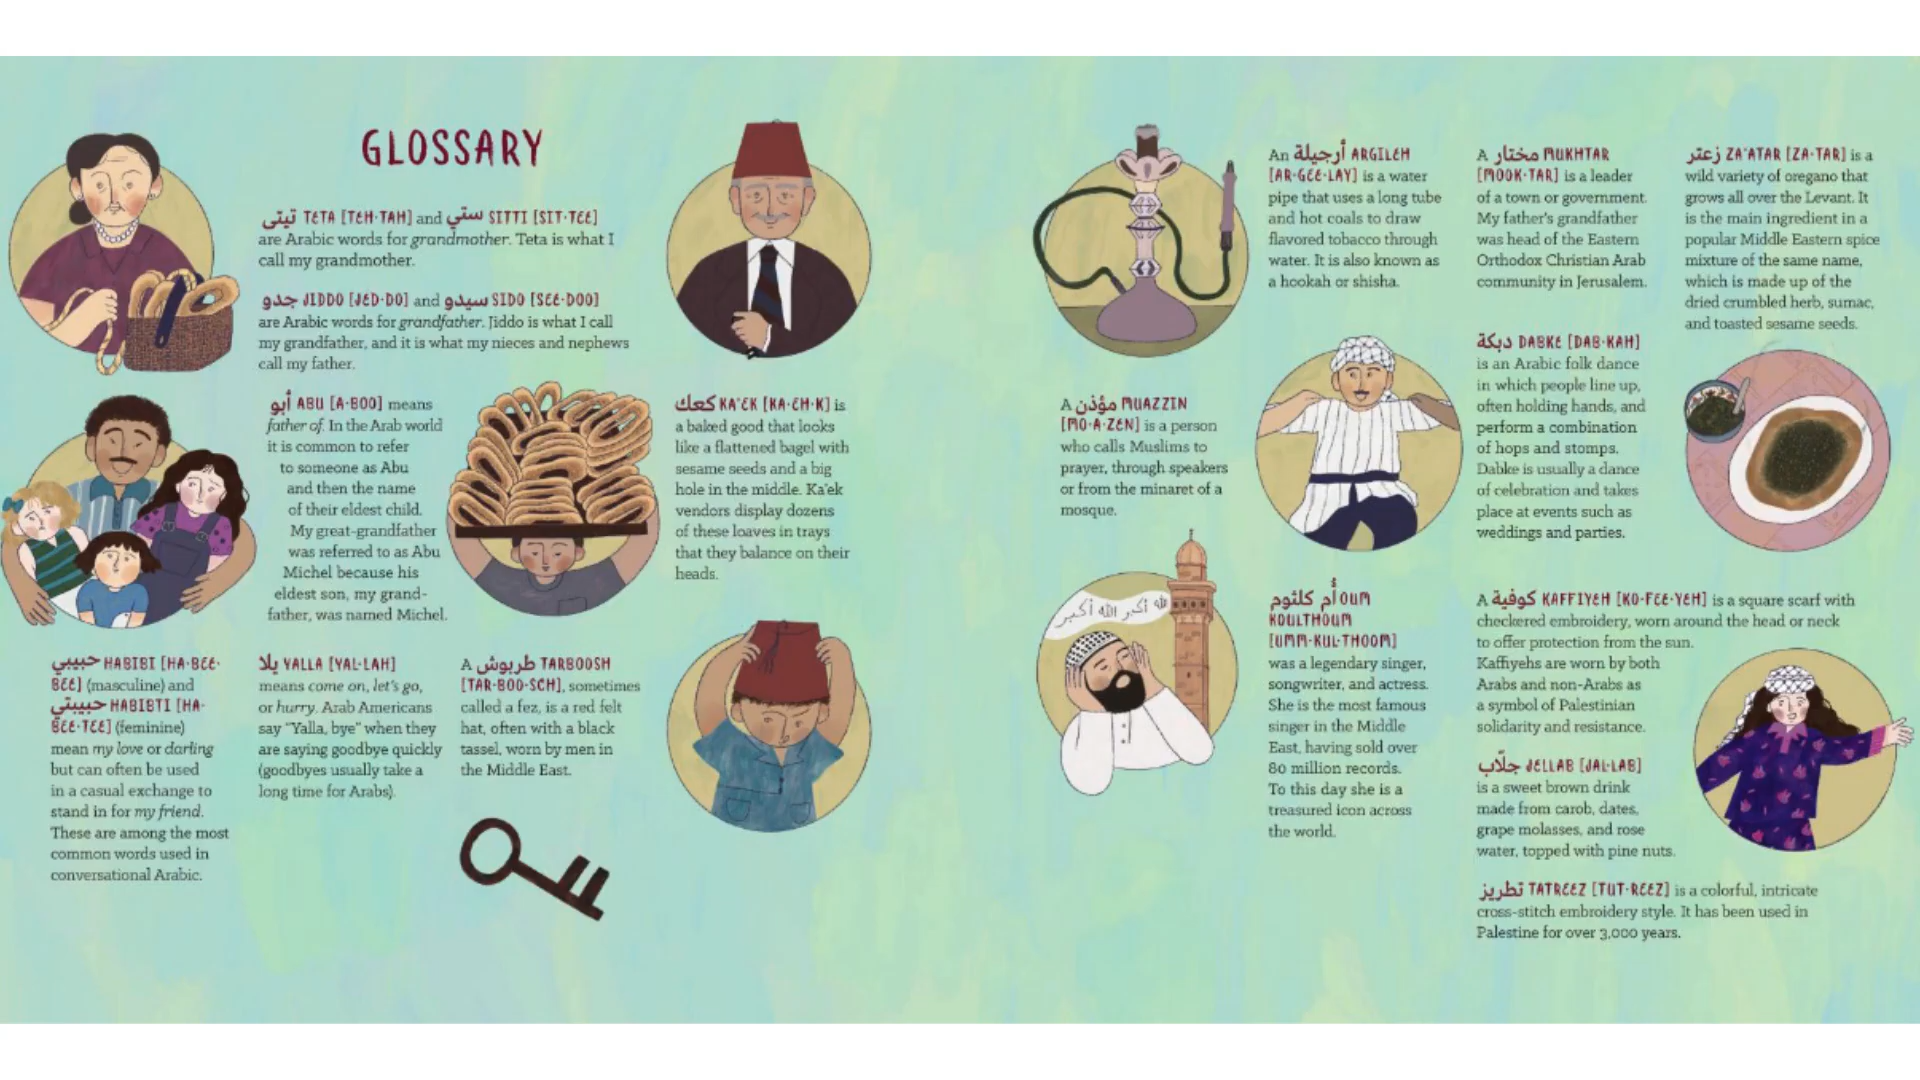 GLOSSARY
تيتى TETA [TEH·TAH] and ستي SITTI [SIT·TEE]
are Arabic words for grandmother. Teta is what I
call my grandmother.
جدو JIDDO [JED·DO] and سيدو SIDO [SEE·DOO]
are Arabic words for grandfather. Jiddo is what I call
my grandfather, and it is what my nieces and nephews
call my father.
أبو ABU [A·BOO] means
father of. In the Arab world
it is common to refer
to someone as Abu
and then the name
of their eldest child.
My great-grandfather
was referred to as Abu
Michel because his
eldest son, my grand-
father, was named Michel.
كعك KA'EK [KA·EH·K] is
a baked good that looks
like a flattened bagel with
sesame seeds and a big
hole in the middle. Ka'ek
vendors display dozens
of these loaves in trays
that they balance on their
heads.
حبيبي HABIBI [HA·BEE·
BEE] (masculine) and
حبيبتي HABIBTI [HA·
BEE·TEE] (feminine)
mean my love or darling
but can often be used
in a casual exchange to
stand in for my friend.
These are among the most
common words used in
conversational Arabic.
يلا YALLA [YAL·LAH]
means come on, let's go,
or hurry. Arab Americans
say "Yalla, bye" when they
are saying goodbye quickly
(goodbyes usually take a
long time for Arabs).
A طربوش TARBOOSH
[TAR·BOO·SCH], sometimes
called a fez, is a red felt
hat, often with a black
tassel, worn by men in
the Middle East.
An أرجيلة ARGILEH
[AR·GEE·LAY] is a water
pipe that uses a long tube
and hot coals to draw
flavored tobacco through
water. It is also known as
a hookah or shisha.
A مؤذن MUAZZIN
[MO·A·ZEN] is a person
who calls Muslims to
prayer, through speakers
or from the minaret of a
mosque.
الله أكبر الله أكبر
أم كلثوم OUM
KOULTHOUM
[UMM·KUL·THOOM]
was a legendary singer,
songwriter, and actress.
She is the most famous
singer in the Middle
East, having sold over
80 million records.
To this day she is a
treasured icon across
the world.
A مختار MUKHTAR
[MOOK·TAR] is a leader
of a town or government.
My father's grandfather
was head of the Eastern
Orthodox Christian Arab
community in Jerusalem.
دبكة DABKE [DAB·KAH]
is an Arabic folk dance
in which people line up,
often holding hands, and
perform a combination
of hops and stomps.
Dabke is usually a dance
of celebration and takes
place at events such as
weddings and parties.
زعتر ZA'ATAR [ZA·TAR] is a
wild variety of oregano that
grows all over the Levant. It
is the main ingredient in a
popular Middle Eastern spice
mixture of the same name,
which is made up of the
dried crumbled herb, sumac,
and toasted sesame seeds.
A كوفية KAFFIYEH [KO·FEE·YEH] is a square scarf with
checkered embroidery, worn around the head or neck
to offer protection from the sun.
Kaffiyehs are worn by both
Arabs and non-Arabs as
a symbol of Palestinian
solidarity and resistance.
جلّاب JELLAB [JAL·LAB]
is a sweet brown drink
made from carob, dates,
grape molasses, and rose
water, topped with pine nuts.
تطريز TATREEZ [TUT·REEZ] is a colorful, intricate
cross-stitch embroidery style. It has been used in
Palestine for over 3,000 years.